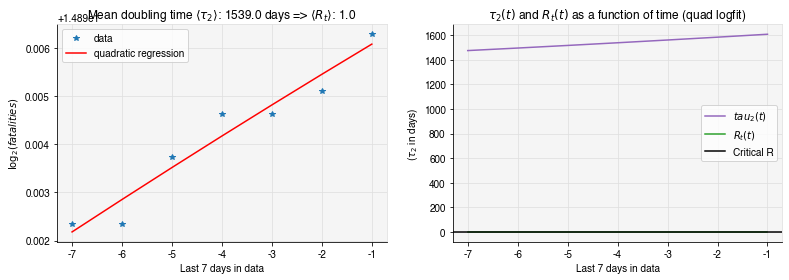 Mean doubling time ⟨τ₂⟩: 1539.0 days => ⟨Rₜ⟩: 1.0
0.006
0.005
0.004
0.003
0.002
log₂(fatalities)
data
quadratic regression
-7 -6 -5 -4 -3 -2 -1
Last 7 days in data
τ₂(t) and Rₜ(t) as a function of time (quad logfit)
1600
1400
1200
1000
800
600
400
200
0
(τ₂ in days)
tau₂(t)
Rₜ(t)
Critical R
-7 -6 -5 -4 -3 -2 -1
Last 7 days in data